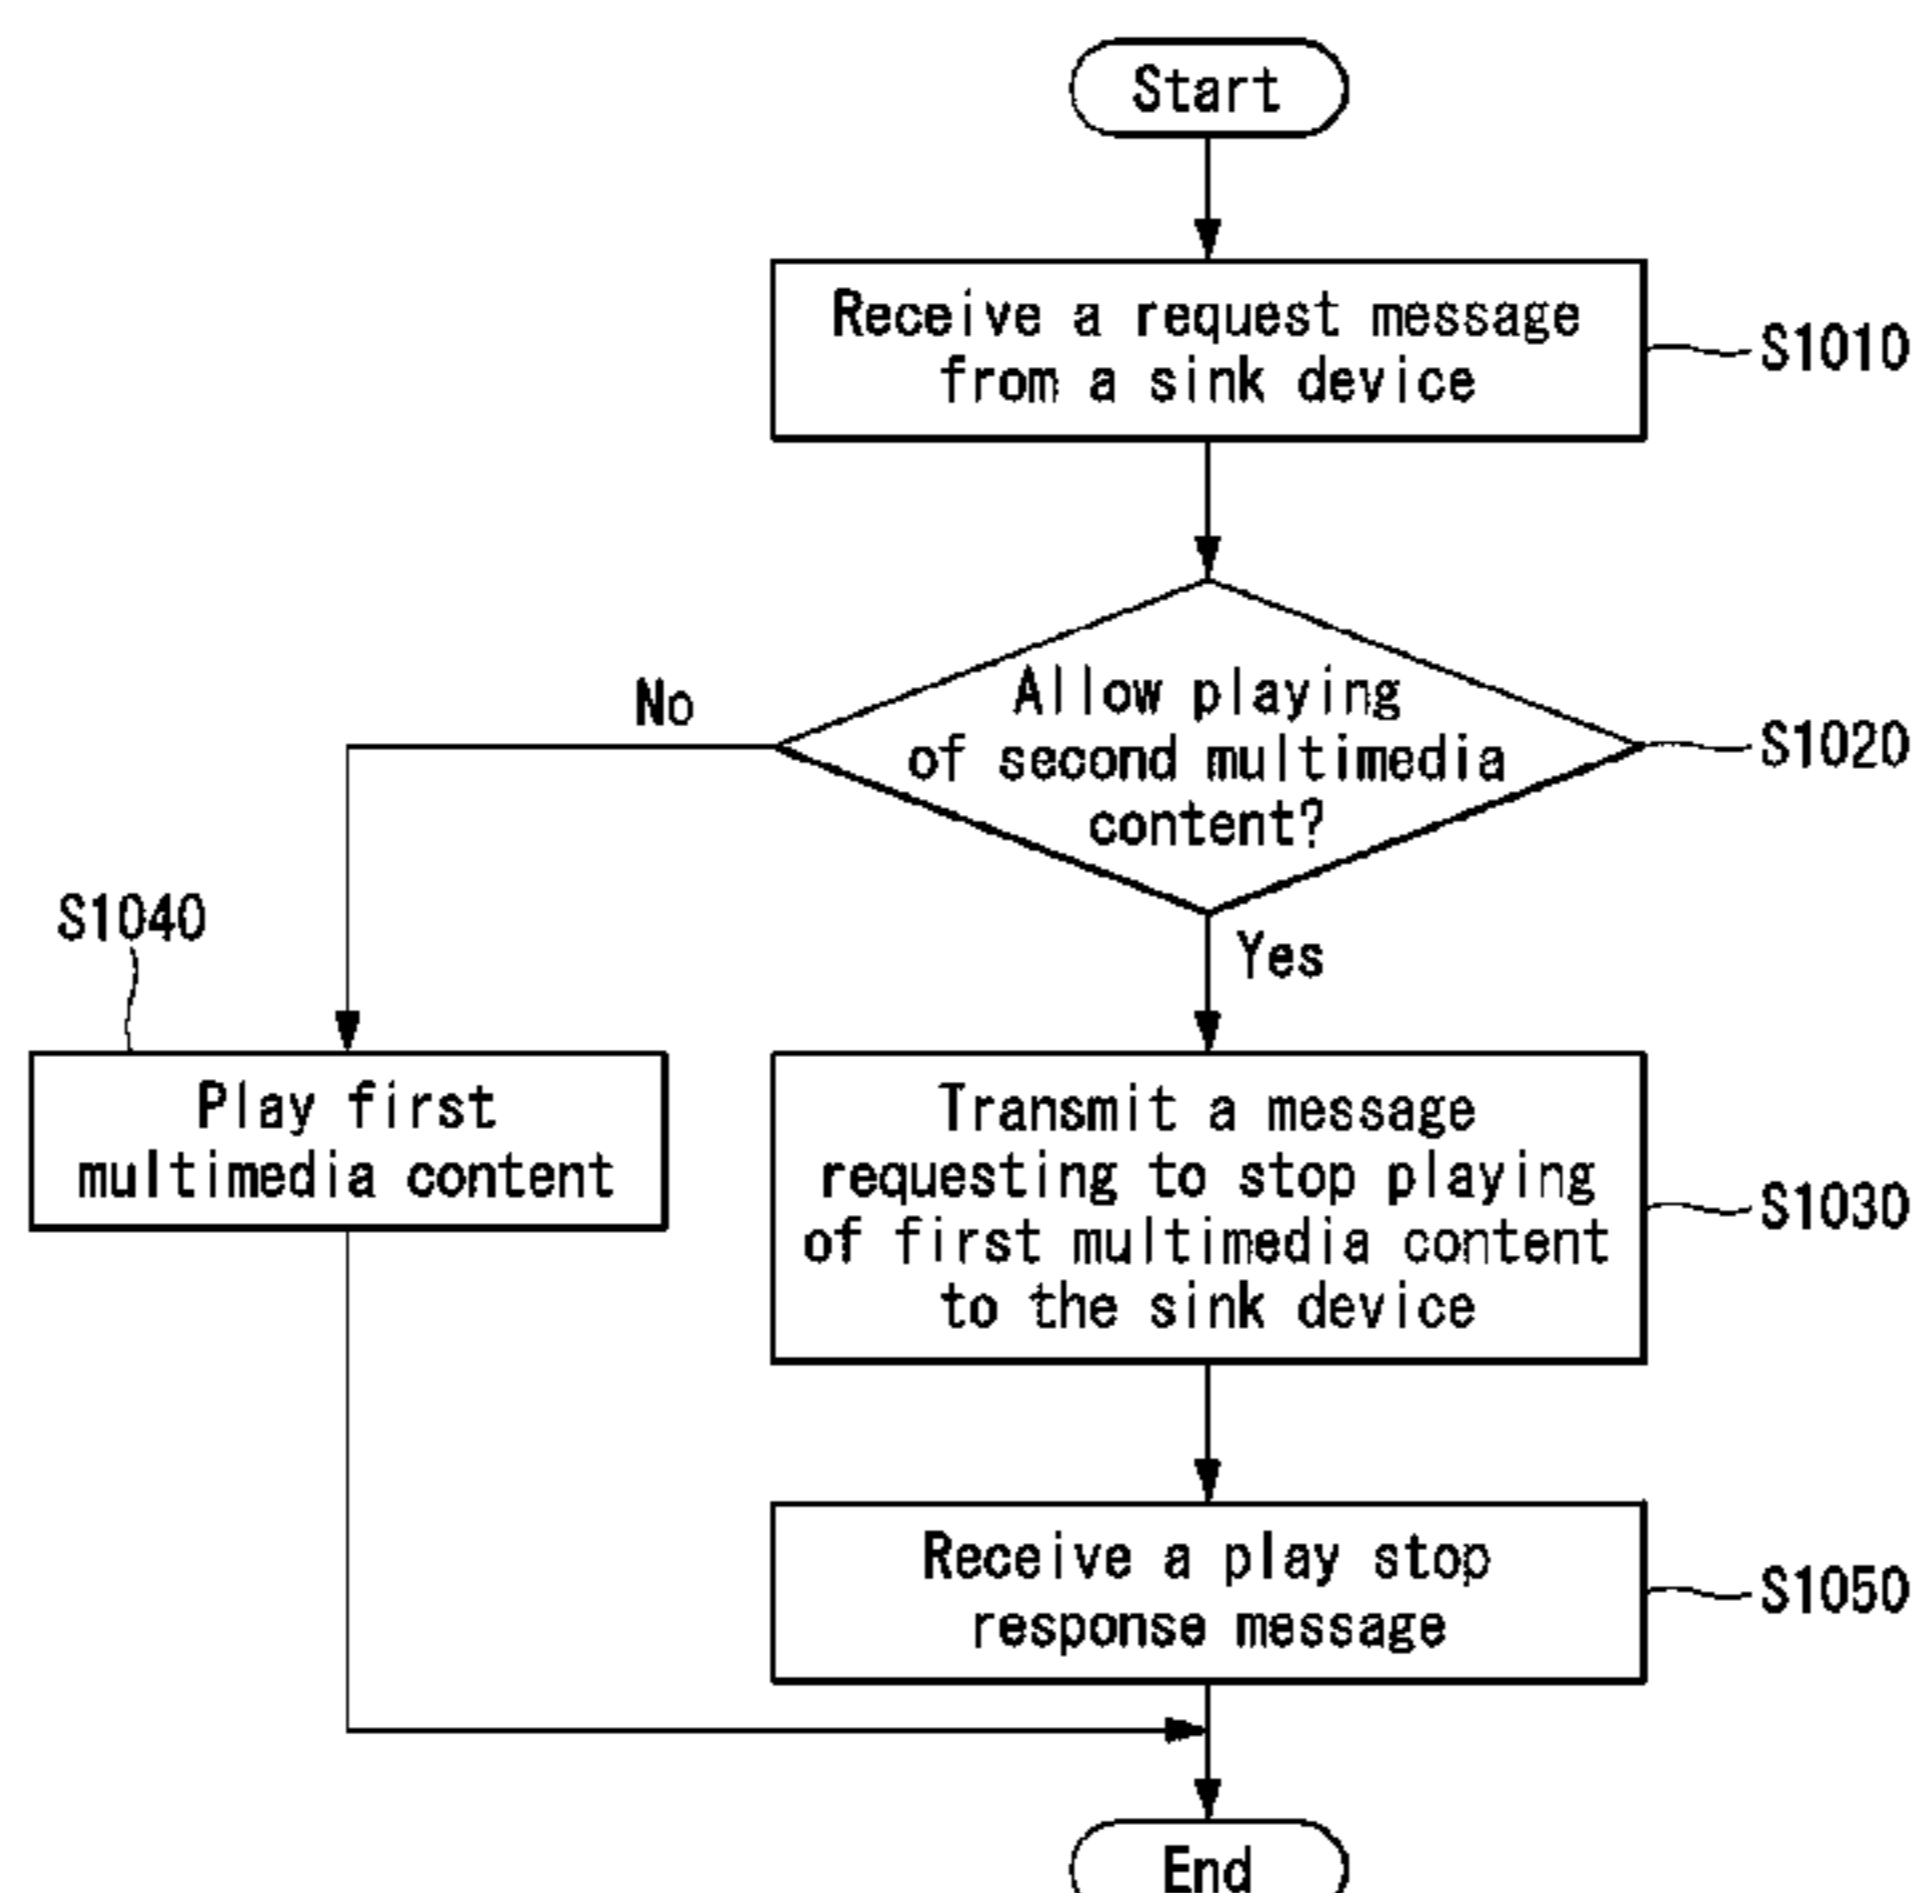 Start
Receive a request message
from a sink device
S1010
Allow playing
of second multimedia
content?
S1020
No
Yes
S1040
Play first
multimedia content
Transmit a message
requesting to stop playing
of first multimedia content
to the sink device
S1030
Receive a play stop
response message
S1050
End